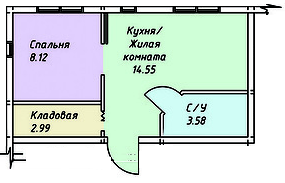 Спальня
8.12
Кухня/
Жилая
комната
14.55
Кладовая
2.99
С/У
3.58